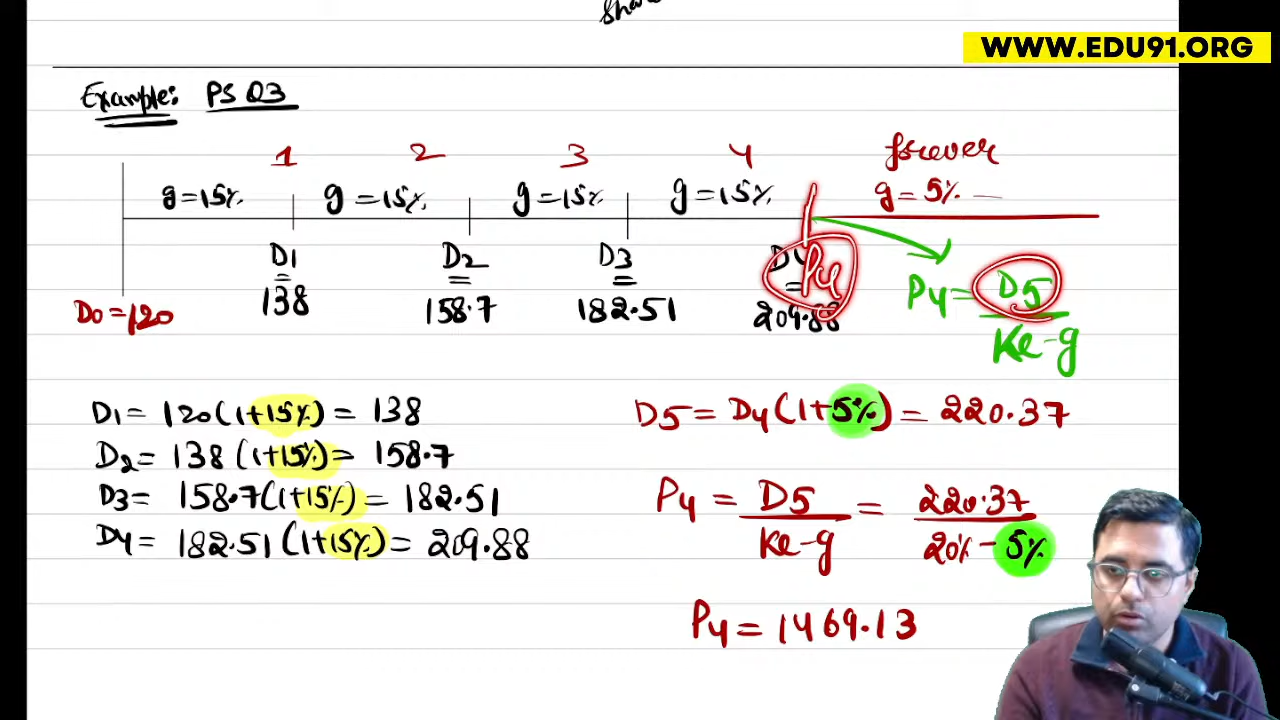 WWW.EDU91.ORG
Example: PS Q3
1 2 3 4 forever
g=15% g=15% g=15% g=15% g=5%
D1 D2 D3 D4 P4
D0=120 138 158.7 182.51 209.88
P4= D5
Ke-g
D1= 120(1+15%) = 138
D2= 138(1+15%) = 158.7
D3= 158.7(1+15%) = 182.51
D4= 182.51(1+15%) = 209.88
D5= D4(1+5%) = 220.37
P4 = D5 = 220.37
Ke-g 20%-5%
P4=1469.13